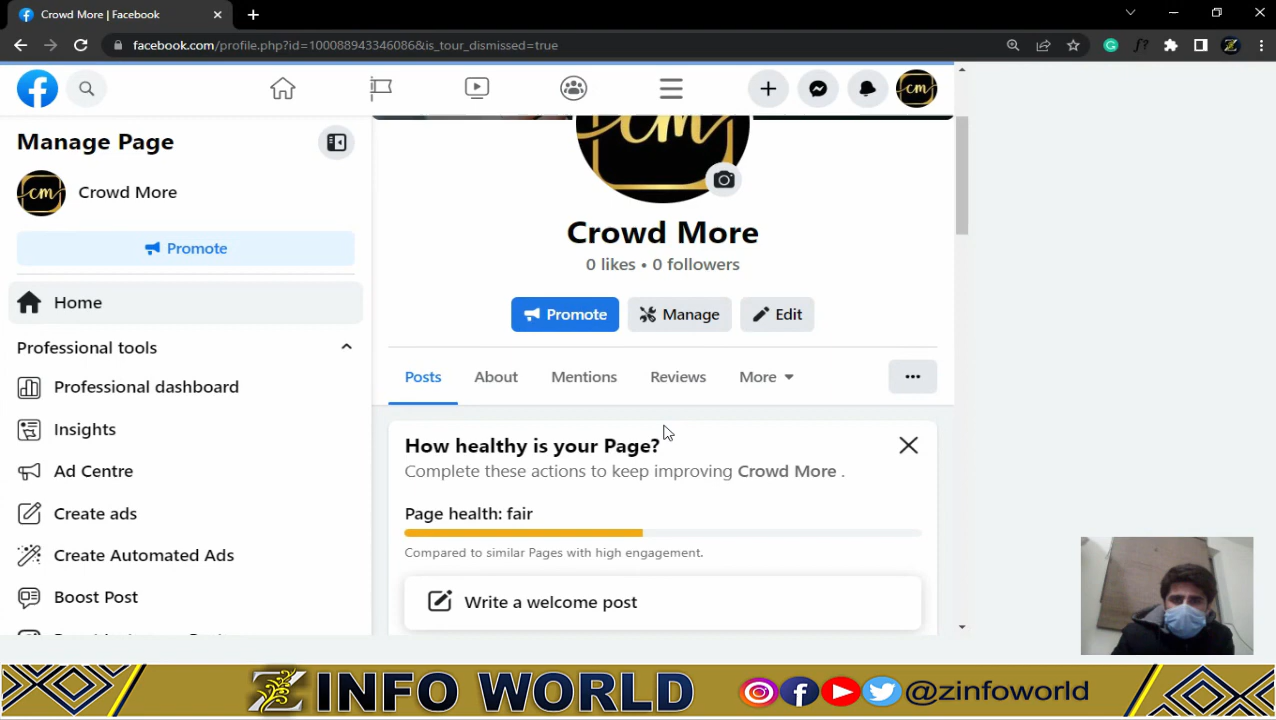 Crowd More | Facebook
facebook.com/profile.php?id=100088943346086&is_tour_dismissed=true
cm
Manage Page
cm
Crowd More
Promote
Home
Professional tools
Professional dashboard
Insights
Ad Centre
Create ads
Create Automated Ads
Boost Post
cm
Crowd More
0 likes • 0 followers
Promote
Manage
Edit
Posts
About
Mentions
Reviews
More
How healthy is your Page?
Complete these actions to keep improving Crowd More .
Page health: fair
Compared to similar Pages with high engagement.
Write a welcome post
Z INFO WORLD
@zinfoworld